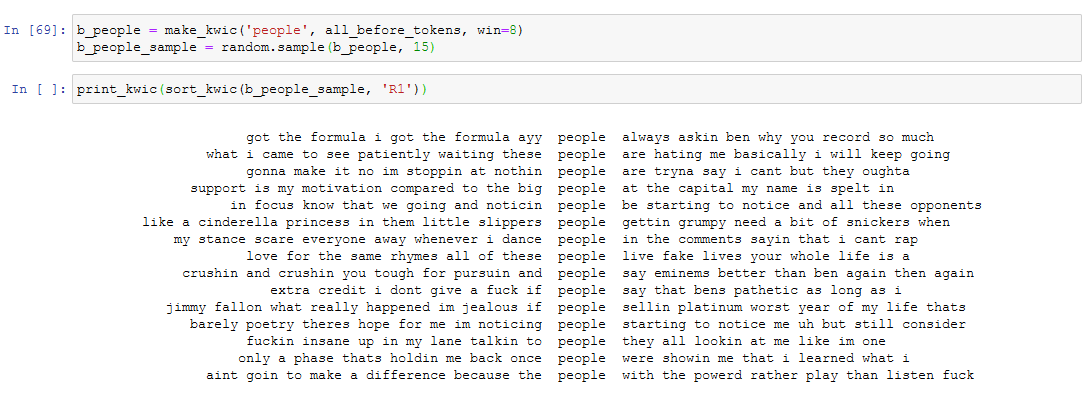 In [69]: b_people = make_kwic('people', all_before_tokens, win=8)
b_people_sample = random.sample(b_people, 15)
In [ ]: print_kwic(sort_kwic(b_people_sample, 'R1'))
got the formula i got the formula ayy people always askin ben why you record so much
what i came to see patiently waiting these people are hating me basically i will keep going
gonna make it no im stoppin at nothin people are tryna say i cant but they oughta
support is my motivation compared to the big people at the capital my name is spelt in
in focus know that we going and noticin people be starting to notice and all these opponents
like a cinderella princess in them little slippers people gettin grumpy need a bit of snickers when
my stance scare everyone away whenever i dance people in the comments sayin that i cant rap
love for the same rhymes all of these people live fake lives your whole life is a
crushin and crushin you tough for pursuin and people say eminems better than ben again then again
extra credit i dont give a fuck if people say that bens pathetic as long as i
jimmy fallon what really happened im jealous if people sellin platinum worst year of my life thats
barely poetry theres hope for me im noticing people starting to notice me uh but still consider
fuckin insane up in my lane talkin to people they all lookin at me like im one
only a phase thats holdin me back once people were showin me that i learned what i
aint goin to make a difference because the people with the powerd rather play than listen fuck